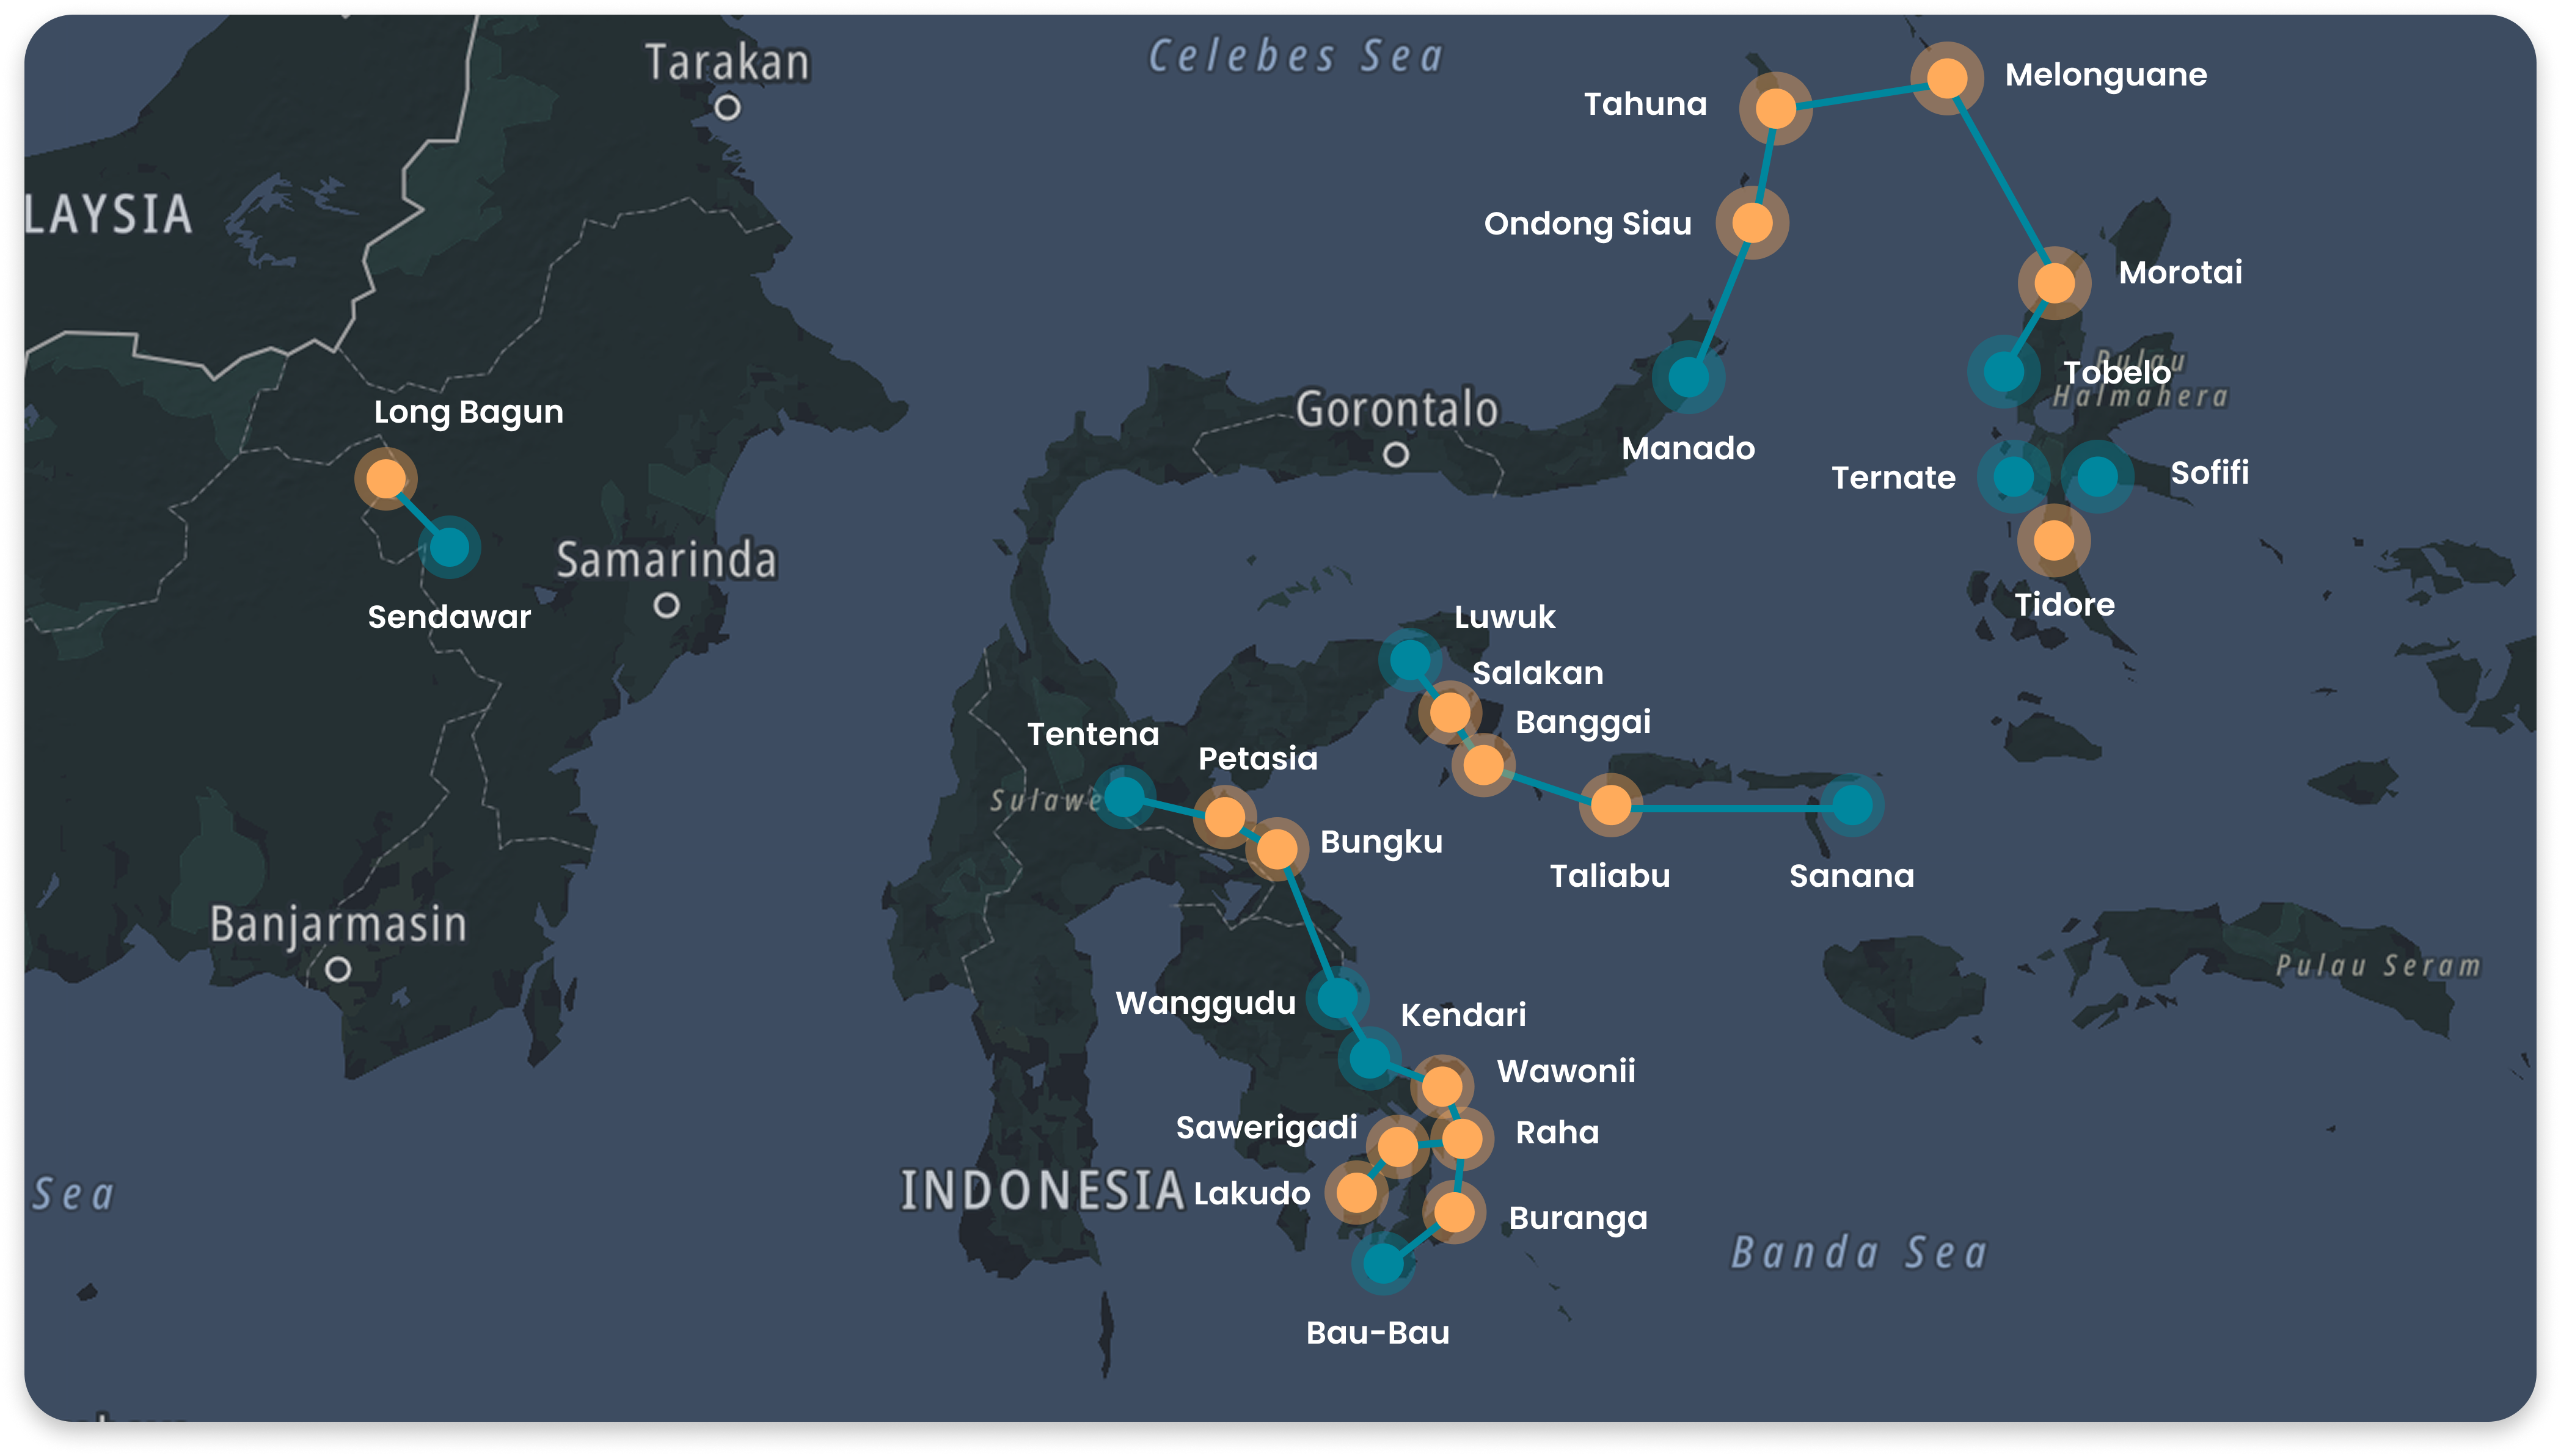 Tarakan
Celebes Sea
Melonguane
Tahuna
LAYSIA
Ondong Siau
Morotai
Pulau
Halmahera
Tobelo
Long Bagun
Gorontalo
Manado
Ternate
Sofifi
Samarinda
Sendawar
Tidore
Luwuk
Salakan
Banggai
Tentena
Petasia
Sulawe
Bungku
Taliabu
Sanana
Banjarmasin
Pulau Seram
Wanggudu
Kendari
Wawonii
Sawerigadi
Raha
INDONESIA
Lakudo
Buranga
Sea
Banda Sea
Bau-Bau